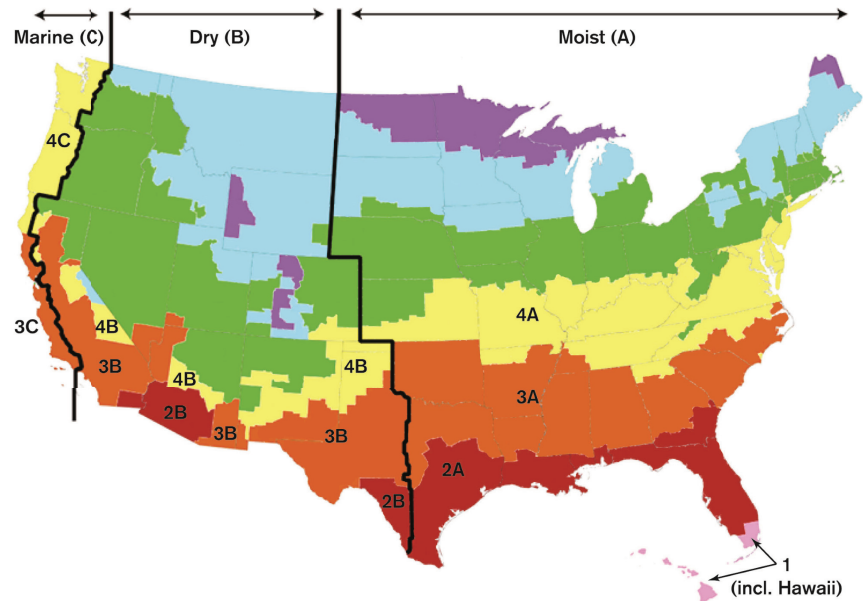 Marine (C) Dry (B) Moist (A)
4C
4A
3C
4B
4B
3B
4B
3A
2B
3B
3B
2A
2B
1
(incl. Hawaii)